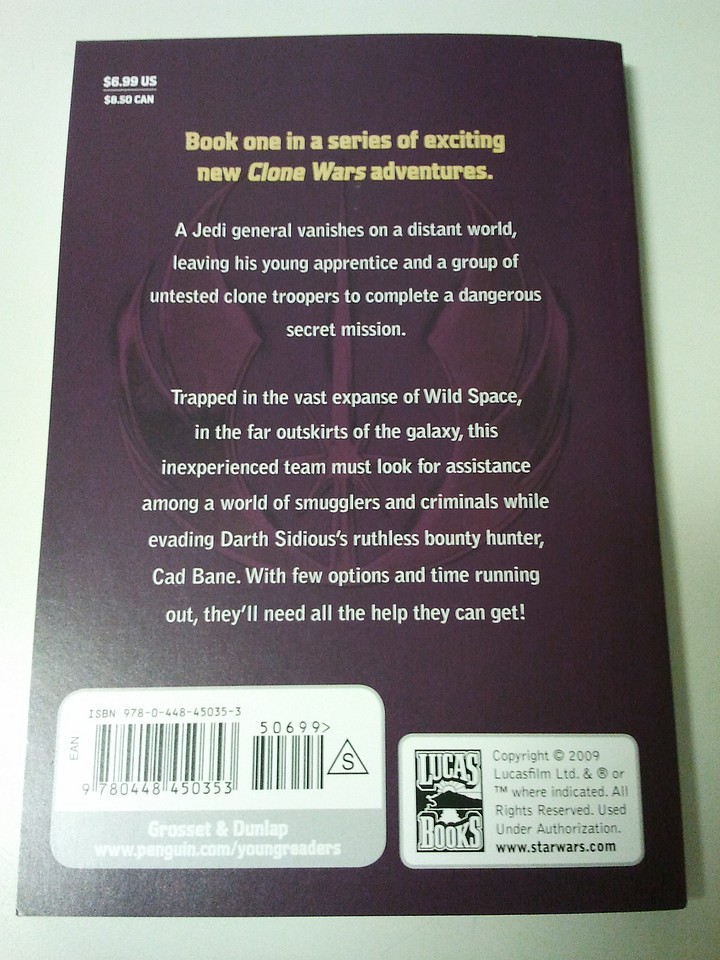 $6.99 US
$8.50 CAN
Book one in a series of exciting
new Clone Wars adventures.
A Jedi general vanishes on a distant world,
leaving his young apprentice and a group of
untested clone troopers to complete a dangerous
secret mission.
Trapped in the vast expanse of Wild Space,
in the far outskirts of the galaxy, this
inexperienced team must look for assistance
among a world of smugglers and criminals while
evading Darth Sidious's ruthless bounty hunter,
Cad Bane. With few options and time running
out, they'll need all the help they can get!
ISBN 978-0-448-45035-3
50699>
EAN
S
9 780448 450353
Grosset & Dunlap
www.penguin.com/youngreaders
LUCAS
BOOKS
Copyright © 2009
Lucasfilm Ltd. & ® or
™ where indicated. All
Rights Reserved. Used
Under Authorization.
www.starwars.com